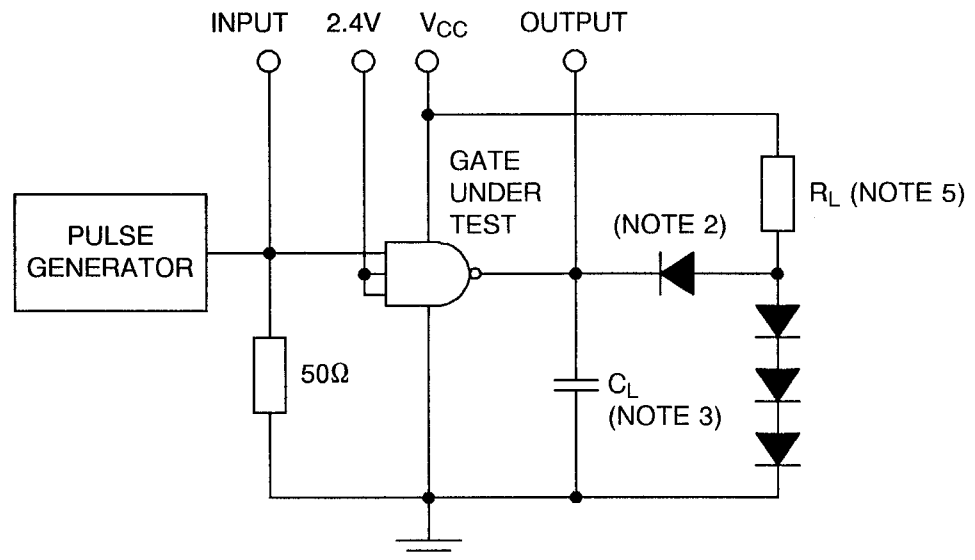 INPUT 2.4V VCC OUTPUT
GATE
UNDER
TEST
RL (NOTE 5)
(NOTE 2)
PULSE
GENERATOR
50Ω
CL
(NOTE 3)